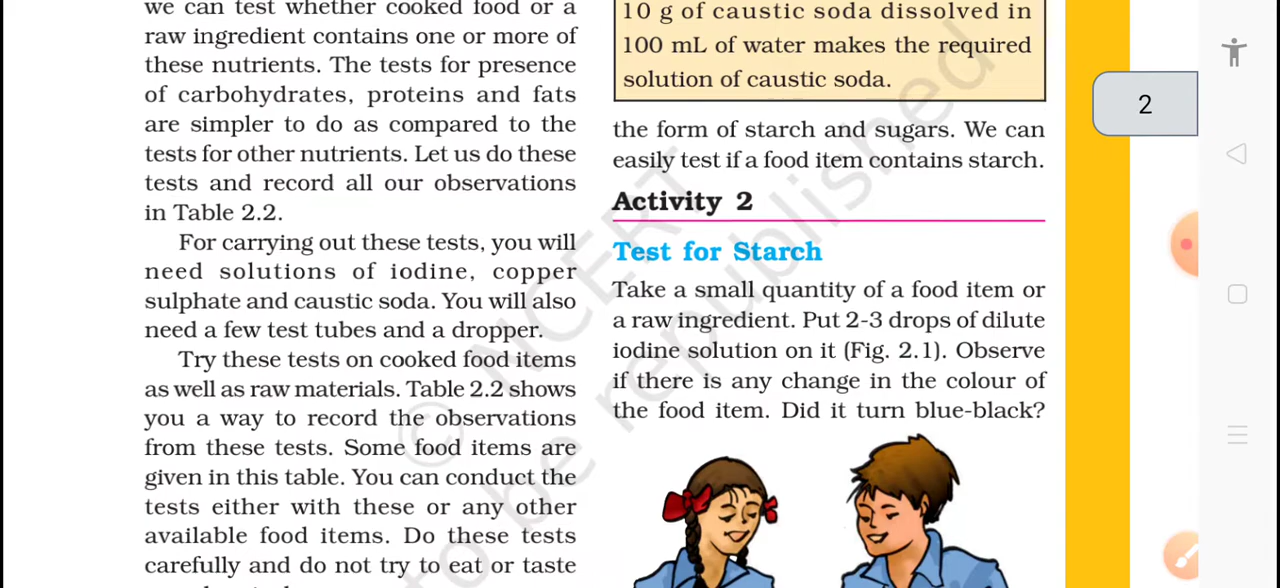 we can test whether cooked food or a
raw ingredient contains one or more of
these nutrients. The tests for presence
of carbohydrates, proteins and fats
are simpler to do as compared to the
tests for other nutrients. Let us do these
tests and record all our observations
in Table 2.2.
For carrying out these tests, you will
need solutions of iodine, copper
sulphate and caustic soda. You will also
need a few test tubes and a dropper.
Try these tests on cooked food items
as well as raw materials. Table 2.2 shows
you a way to record the observations
from these tests. Some food items are
given in this table. You can conduct the
tests either with these or any other
available food items. Do these tests
carefully and do not try to eat or taste
10 g of caustic soda dissolved in
100 mL of water makes the required
solution of caustic soda.
the form of starch and sugars. We can
easily test if a food item contains starch.
Activity 2
Test for Starch
Take a small quantity of a food item or
a raw ingredient. Put 2-3 drops of dilute
iodine solution on it (Fig. 2.1). Observe
if there is any change in the colour of
the food item. Did it turn blue-black?
© NCERT
to be republished
2